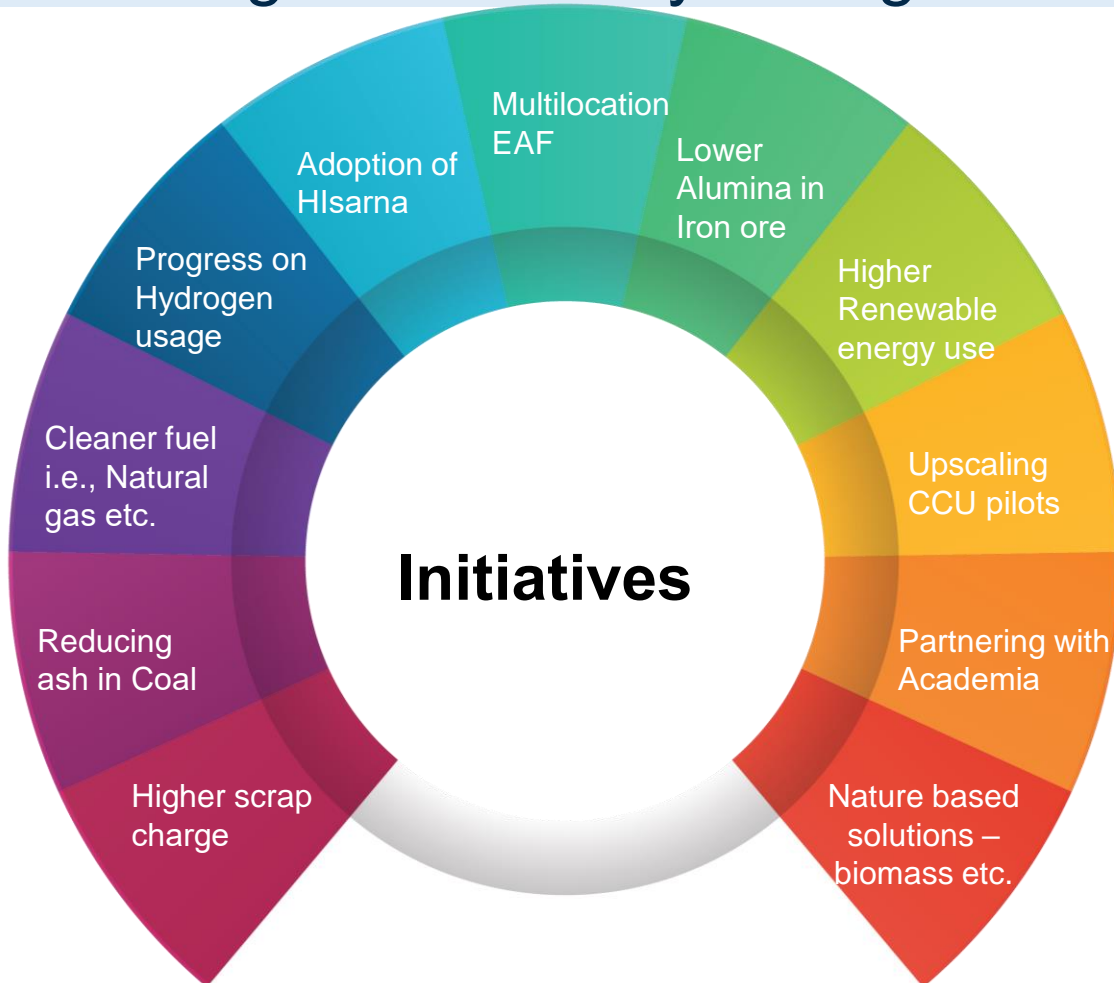 Initiatives
Higher scrap
charge
Reducing
ash in Coal
Cleaner fuel
i.e., Natural
gas etc.
Progress on
Hydrogen
usage
Adoption of
HIsarna
Multilocation
EAF
Lower
Alumina in
Iron ore
Higher
Renewable
energy use
Upscaling
CCU pilots
Partnering with
Academia
Nature based
solutions –
biomass etc.